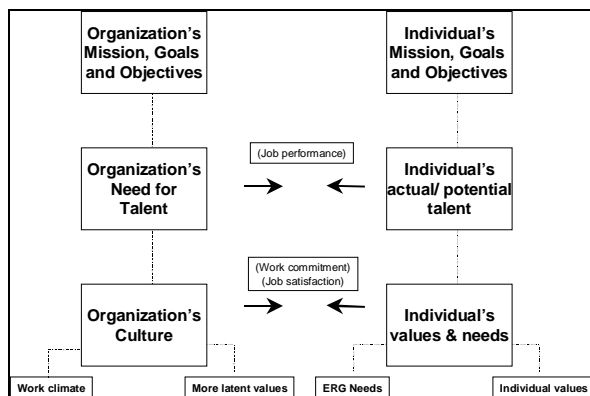 Organization's
Mission, Goals
and Objectives
Individual's
Mission, Goals
and Objectives
(Job performance)
Organization's
Need for
Talent
Individual's
actual/ potential
talent
(Work commitment)
(Job satisfaction)
Organization's
Culture
Individual's
values & needs
Work climate
More latent values
ERG Needs
Individual values